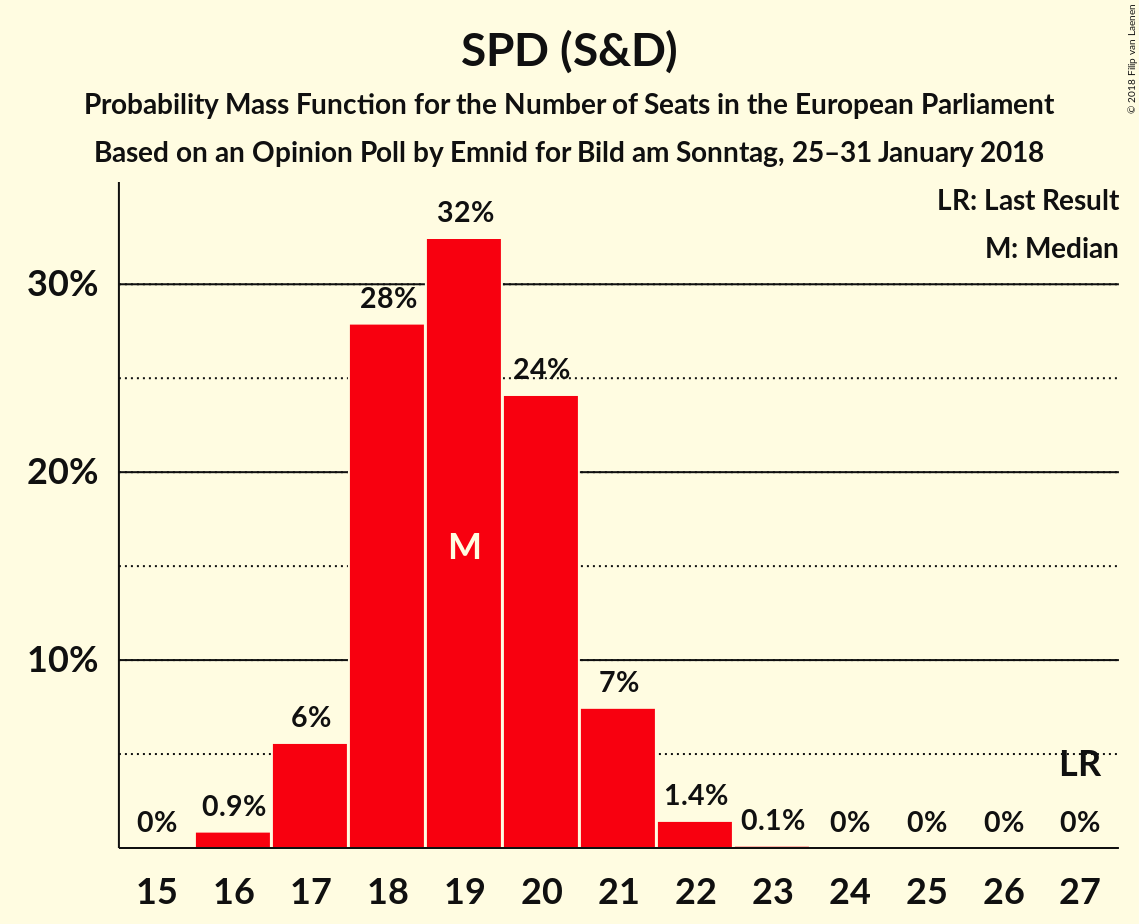 SPD (S&D)
Probability Mass Function for the Number of Seats in the European Parliament
Based on an Opinion Poll by Emnid for Bild am Sonntag, 25–31 January 2018
© 2018 Filip van Laenen
LR: Last Result
M: Median
30%
20%
10%
0%
0.9%
6%
28%
32%
24%
7%
1.4%
0.1%
0%
0%
0%
0%
M
LR
15 16 17 18 19 20 21 22 23 24 25 26 27